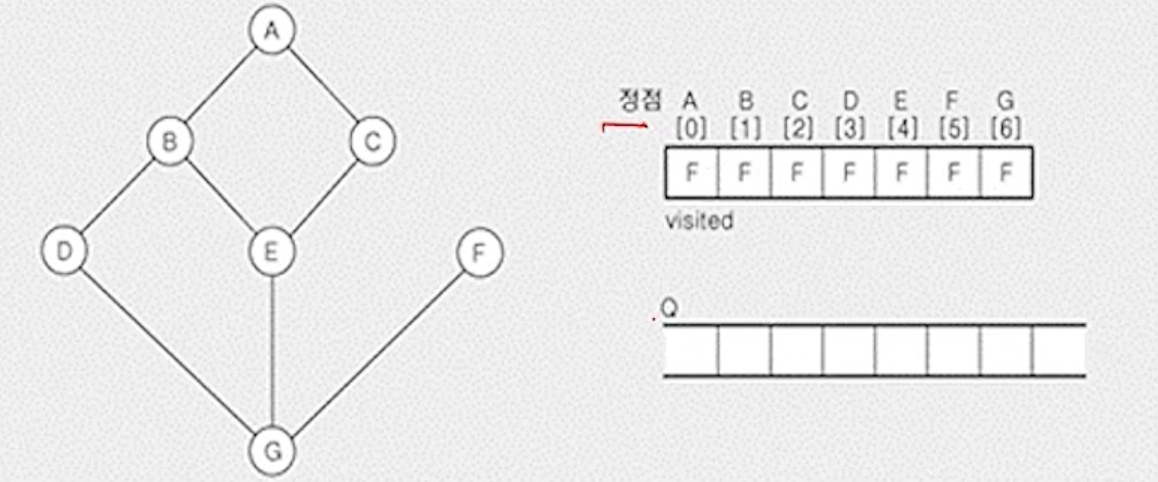 A
B
C
D
E
F
G
정점 A B C D E F G
[0] [1] [2] [3] [4] [5] [6]
F F F F F F F
visited
Q